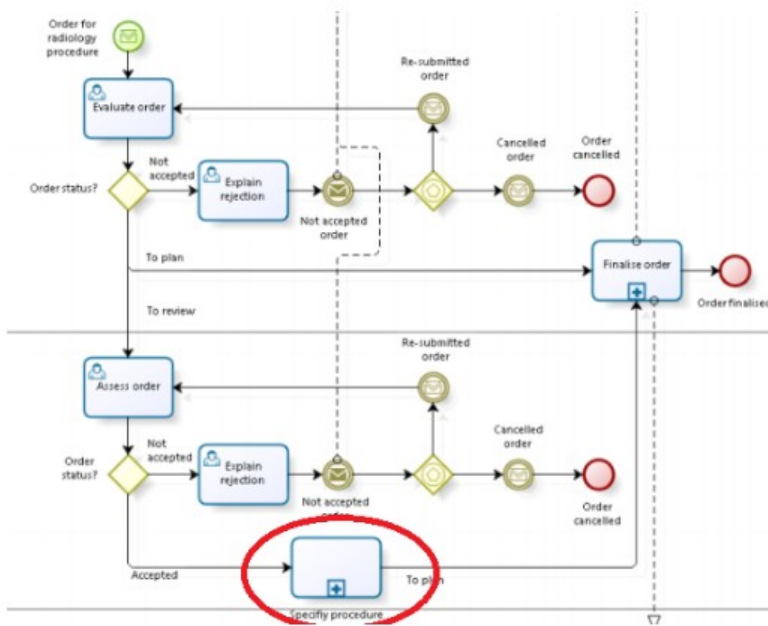 Order for
radiology
procedure
Evaluate order
Re-submitted
order
Cancelled
order
Order
cancelled
Order status?
Not
accepted
Explain
rejection
Not accepted
order
To plan
Finalise order
Order finalised
To review
Assess order
Re-submitted
order
Order
status?
Not
accepted
Explain
rejection
Not accepted
order
Cancelled
order
Order
cancelled
Accepted
To plan
Specifiy procedure